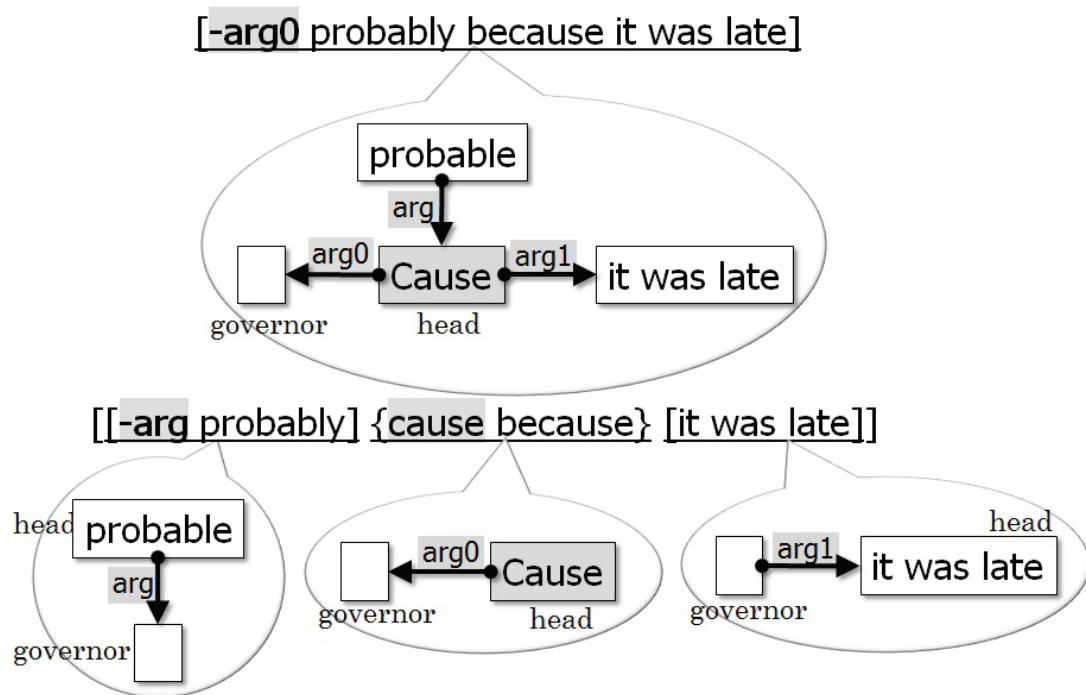 [-arg0 probably because it was late]
probable
arg
arg0
arg1
Cause
it was late
governor
head
[[-arg probably] {cause because} [it was late]]
head
probable
arg
governor
arg0
Cause
governor
head
head
arg1
it was late
governor